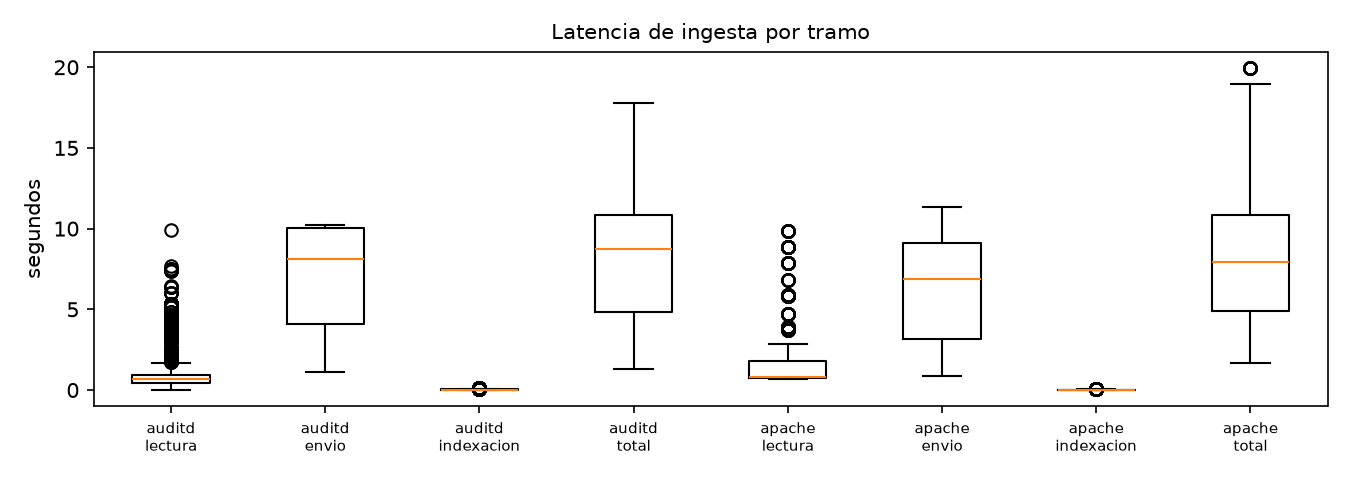 Latencia de ingesta por tramo
segundos
20
15
10
5
0
auditd
lectura
auditd
envio
auditd
indexacion
auditd
total
apache
lectura
apache
envio
apache
indexacion
apache
total